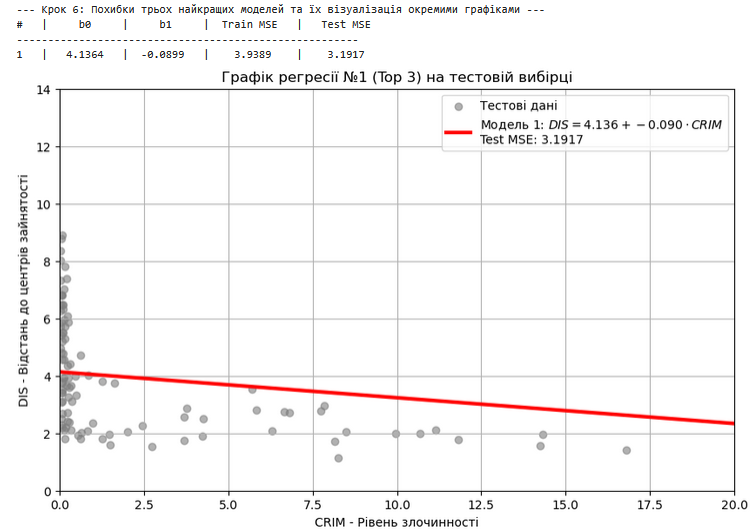 --- Крок 6: Похибки трьох найкращих моделей та їх візуалізація окремими графіками ---
# | b0 | b1 | Train MSE | Test MSE
----------------------------------------------------
1 | 4.1364 | -0.0899 | 3.9389 | 3.1917
Графік регресії №1 (Top 3) на тестовій вибірці
Тестові дані
Модель 1: DIS = 4.136 + −0.090 · CRIM
Test MSE: 3.1917
DIS - Відстань до центрів зайнятості
14
12
10
8
6
4
2
0
0.0 2.5 5.0 7.5 10.0 12.5 15.0 17.5 20.0
CRIM - Рівень злочинності